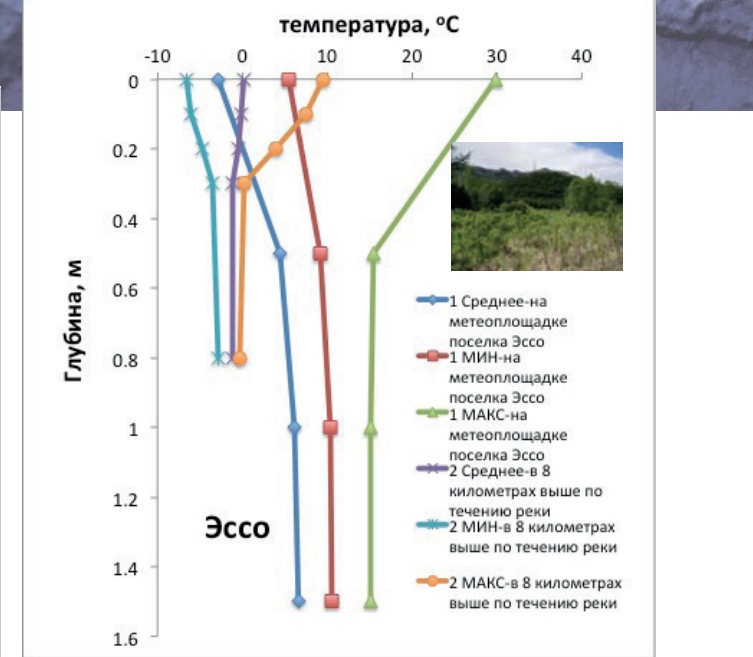 температура, °С
-10 0 10 20 30 40
0
0.2
0.4
0.6
0.8
1
1.2
1.4
1.6
Глубина, м
Эссо
1 Среднее-на
метеоплощадке
поселка Эссо
1 МИН-на
метеоплощадке
поселка Эссо
1 МАКС-на
метеоплощадке
поселка Эссо
2 Среднее-в 8
километрах выше по
течению реки
2 МИН-в 8 километрах
выше по течению реки
2 МАКС-в 8 километрах
выше по течению реки